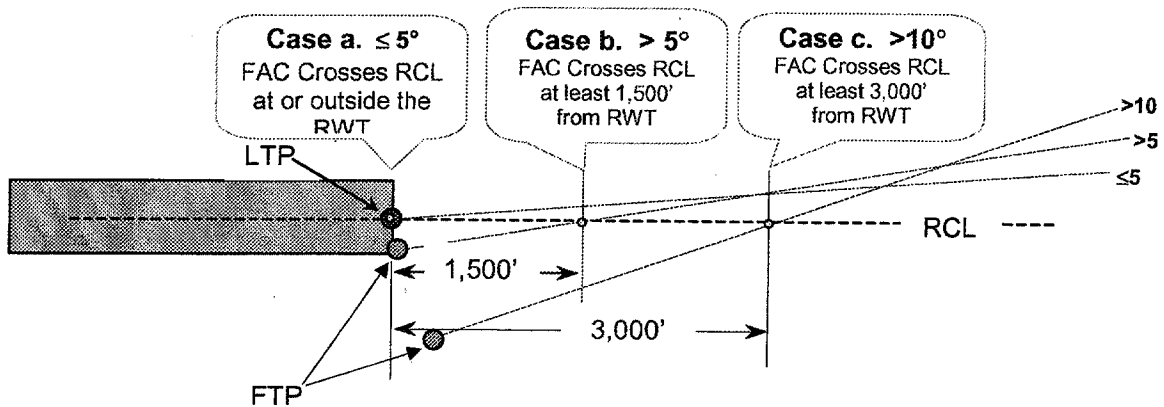 Case a. ≤ 5°
FAC Crosses RCL
at or outside the
RWT
Case b. > 5°
FAC Crosses RCL
at least 1,500'
from RWT
Case c. >10°
FAC Crosses RCL
at least 3,000'
from RWT
>10
>5
≤5
LTP
RCL
1,500'
3,000'
FTP